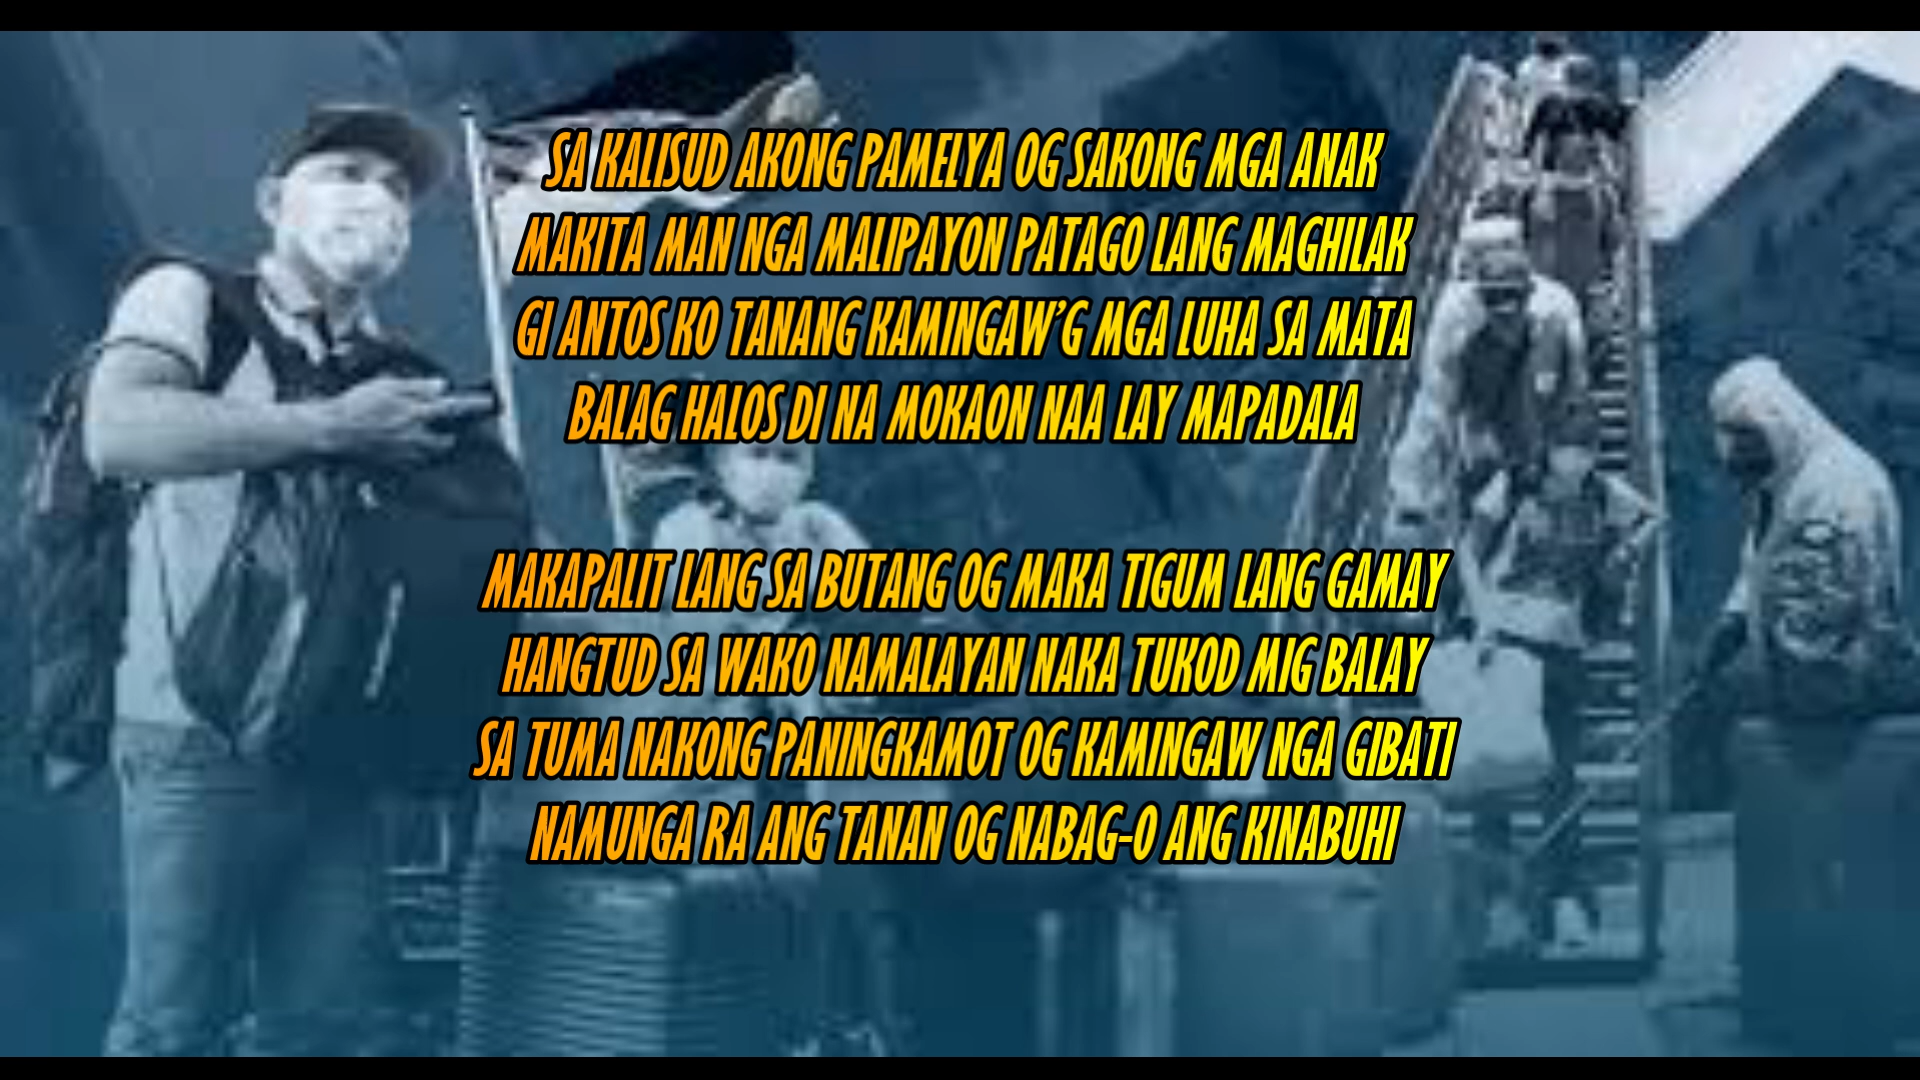 SA KALISUD AKONG PAMELYA OG SAKONG MGA ANAK
MAKITA MAN NGA MALIPAYON PATAGO LANG MAGHILAK
GI ANTOS KO TANANG KAMINGAW'G MGA LUHA SA MATA
BALAG HALOS DI NA MOKAON NAA LAY MAPADALA
MAKAPALIT LANG SA BUTANG OG MAKA TIGUM LANG GAMAY
HANGTUD SA WAKO NAMALAYAN NAKA TUKOD MIG BALAY
SA TUMA NAKONG PANINGKAMOT OG KAMINGAW NGA GIBATI
NAMUNGA RA ANG TANAN OG NABAG-O ANG KINABUHI